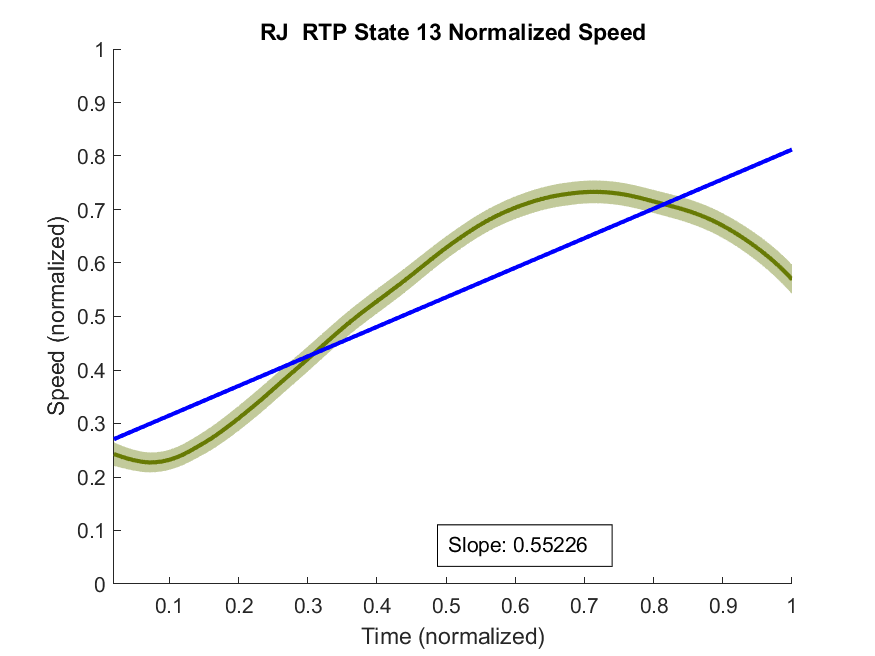 RJ  RTP State 13 Normalized Speed
1
0.9
0.8
0.7
0.6
0.5
0.4
0.3
0.2
0.1
0
Speed (normalized)
Slope: 0.55226
0.1 0.2 0.3 0.4 0.5 0.6 0.7 0.8 0.9 1
Time (normalized)